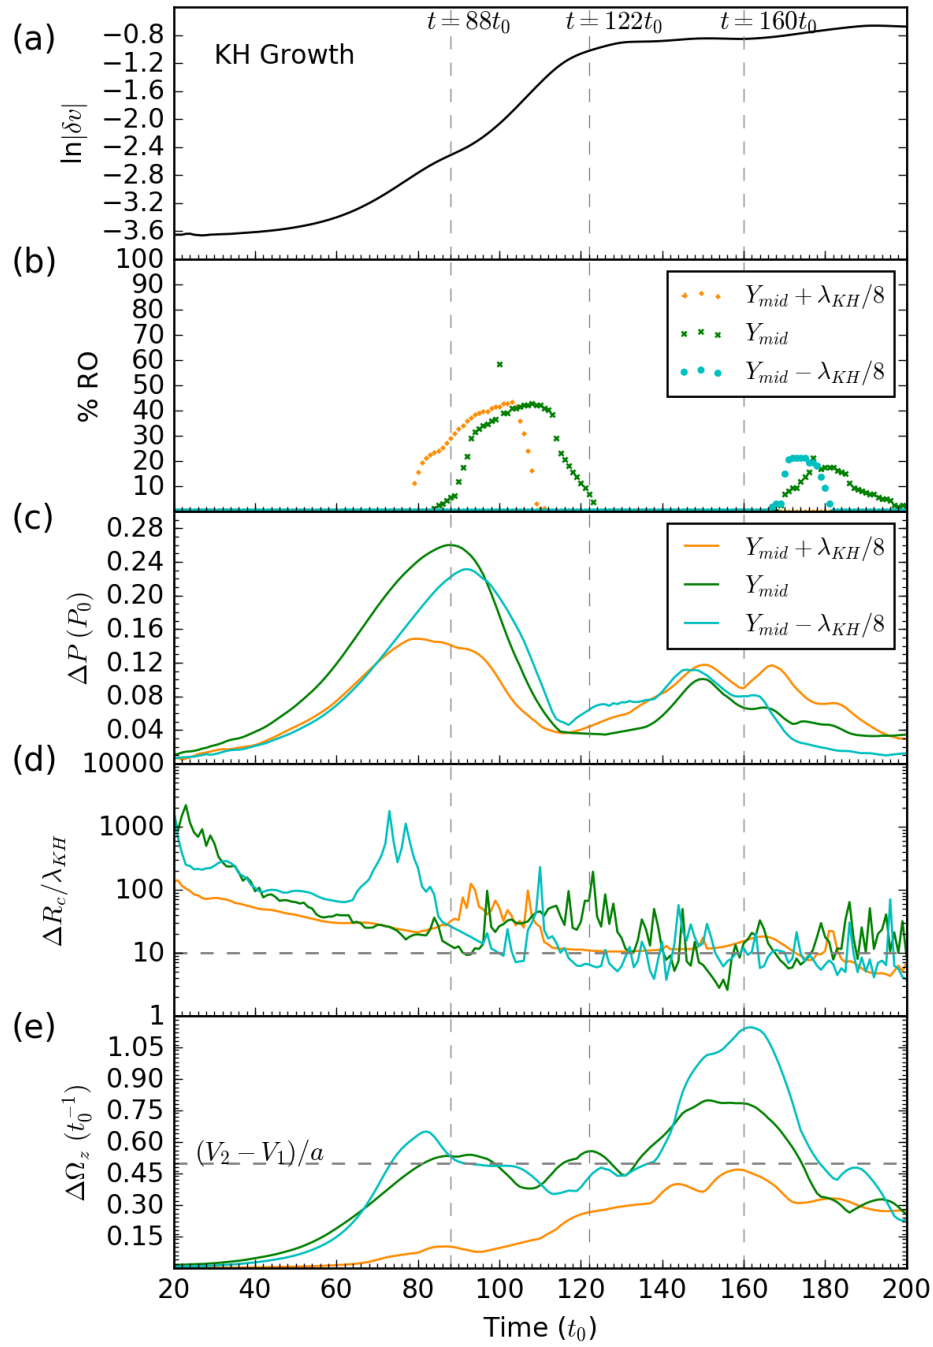 t = 88t₀ t = 122t₀ t = 160t₀
(a)
KH Growth
ln|δv|
−0.8
−1.2
−1.6
−2.0
−2.4
−2.8
−3.2
−3.6
(b)
% RO
100
90
80
70
60
50
40
30
20
10
Y_mid + λ_KH/8
Y_mid
Y_mid − λ_KH/8
(c)
ΔP (P₀)
0.28
0.24
0.20
0.16
0.12
0.08
0.04
Y_mid + λ_KH/8
Y_mid
Y_mid − λ_KH/8
(d)
ΔR_c/λ_KH
10000
1000
100
10
1
(e)
ΔΩ_z (t₀⁻¹)
1.05
0.90
0.75
0.60
0.45
0.30
0.15
(V₂ − V₁)/a
20 40 60 80 100 120 140 160 180 200
Time (t₀)